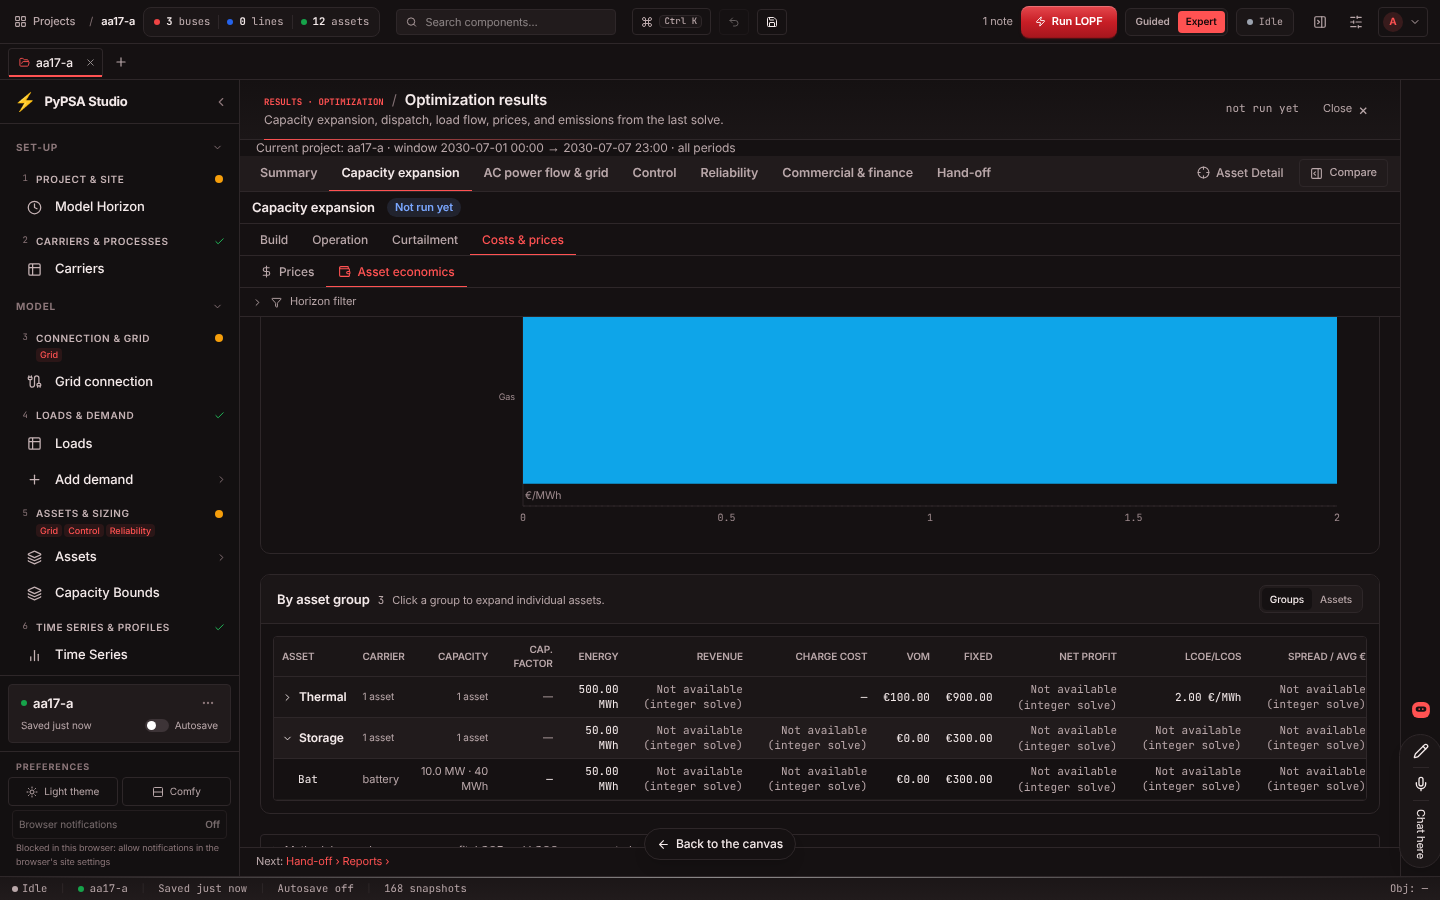 Projects / aa17-a 3 buses 0 lines 12 assets Search components... ⌘ Ctrl K 1 note Run LOPF Guided Expert Idle A
aa17-a × +
⚡ PyPSA Studio
RESULTS · OPTIMIZATION / Optimization results
Capacity expansion, dispatch, load flow, prices, and emissions from the last solve.
not run yet Close ×
Current project: aa17-a · window 2030-07-01 00:00 → 2030-07-07 23:00 · all periods
Summary Capacity expansion AC power flow & grid Control Reliability Commercial & finance Hand-off Asset Detail Compare
Capacity expansion Not run yet
Build Operation Curtailment Costs & prices
Prices Asset economics
Horizon filter
SET-UP
1 PROJECT & SITE
Model Horizon
2 CARRIERS & PROCESSES
Carriers
MODEL
3 CONNECTION & GRID
Grid
Grid connection
4 LOADS & DEMAND
Loads
Add demand
5 ASSETS & SIZING
Grid Control Reliability
Assets
Capacity Bounds
6 TIME SERIES & PROFILES
Time Series
aa17-a ...
Saved just now Autosave
PREFERENCES
Light theme Comfy
Browser notifications Off
Blocked in this browser: allow notifications in the
browser's site settings
Gas
€/MWh
0 0.5 1 1.5 2
By asset group 3 Click a group to expand individual assets. Groups Assets
ASSET CARRIER CAPACITY CAP. FACTOR ENERGY REVENUE CHARGE COST VOM FIXED NET PROFIT LCOE/LCOS SPREAD / AVG €
Thermal 1 asset 1 asset — 500.00 MWh Not available (integer solve) — €100.00 €900.00 Not available (integer solve) 2.00 €/MWh Not available (integer solve)
Storage 1 asset 1 asset — 50.00 MWh Not available (integer solve) Not available (integer solve) €0.00 €300.00 Not available (integer solve) Not available (integer solve) Not available (integer solve)
Bat battery 10.0 MW · 40 MWh — 50.00 MWh Not available (integer solve) Not available (integer solve) €0.00 €300.00 Not available (integer solve) Not available (integer solve) Not available (integer solve)
← Back to the canvas
Next: Hand-off › Reports ›
Chat here
Idle aa17-a Saved just now Autosave off 168 snapshots Obj: —